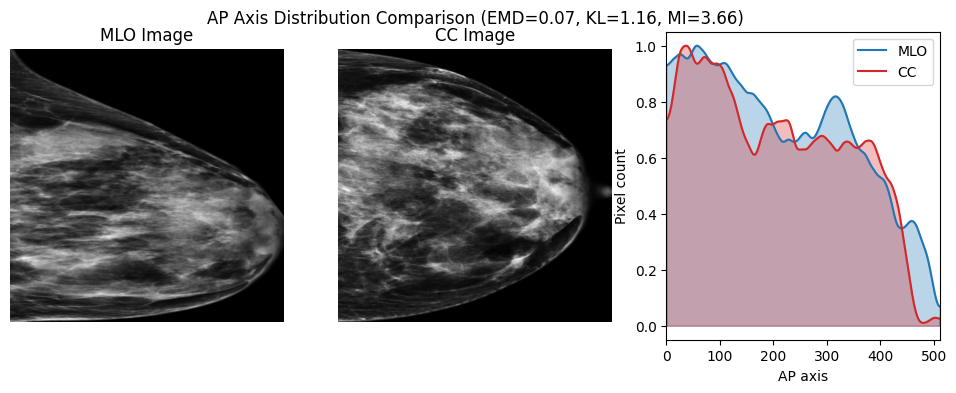 AP Axis Distribution Comparison (EMD=0.07, KL=1.16, MI=3.66)
MLO Image
CC Image
MLO
CC
Pixel count
1.0
0.8
0.6
0.4
0.2
0.0
0 100 200 300 400 500
AP axis